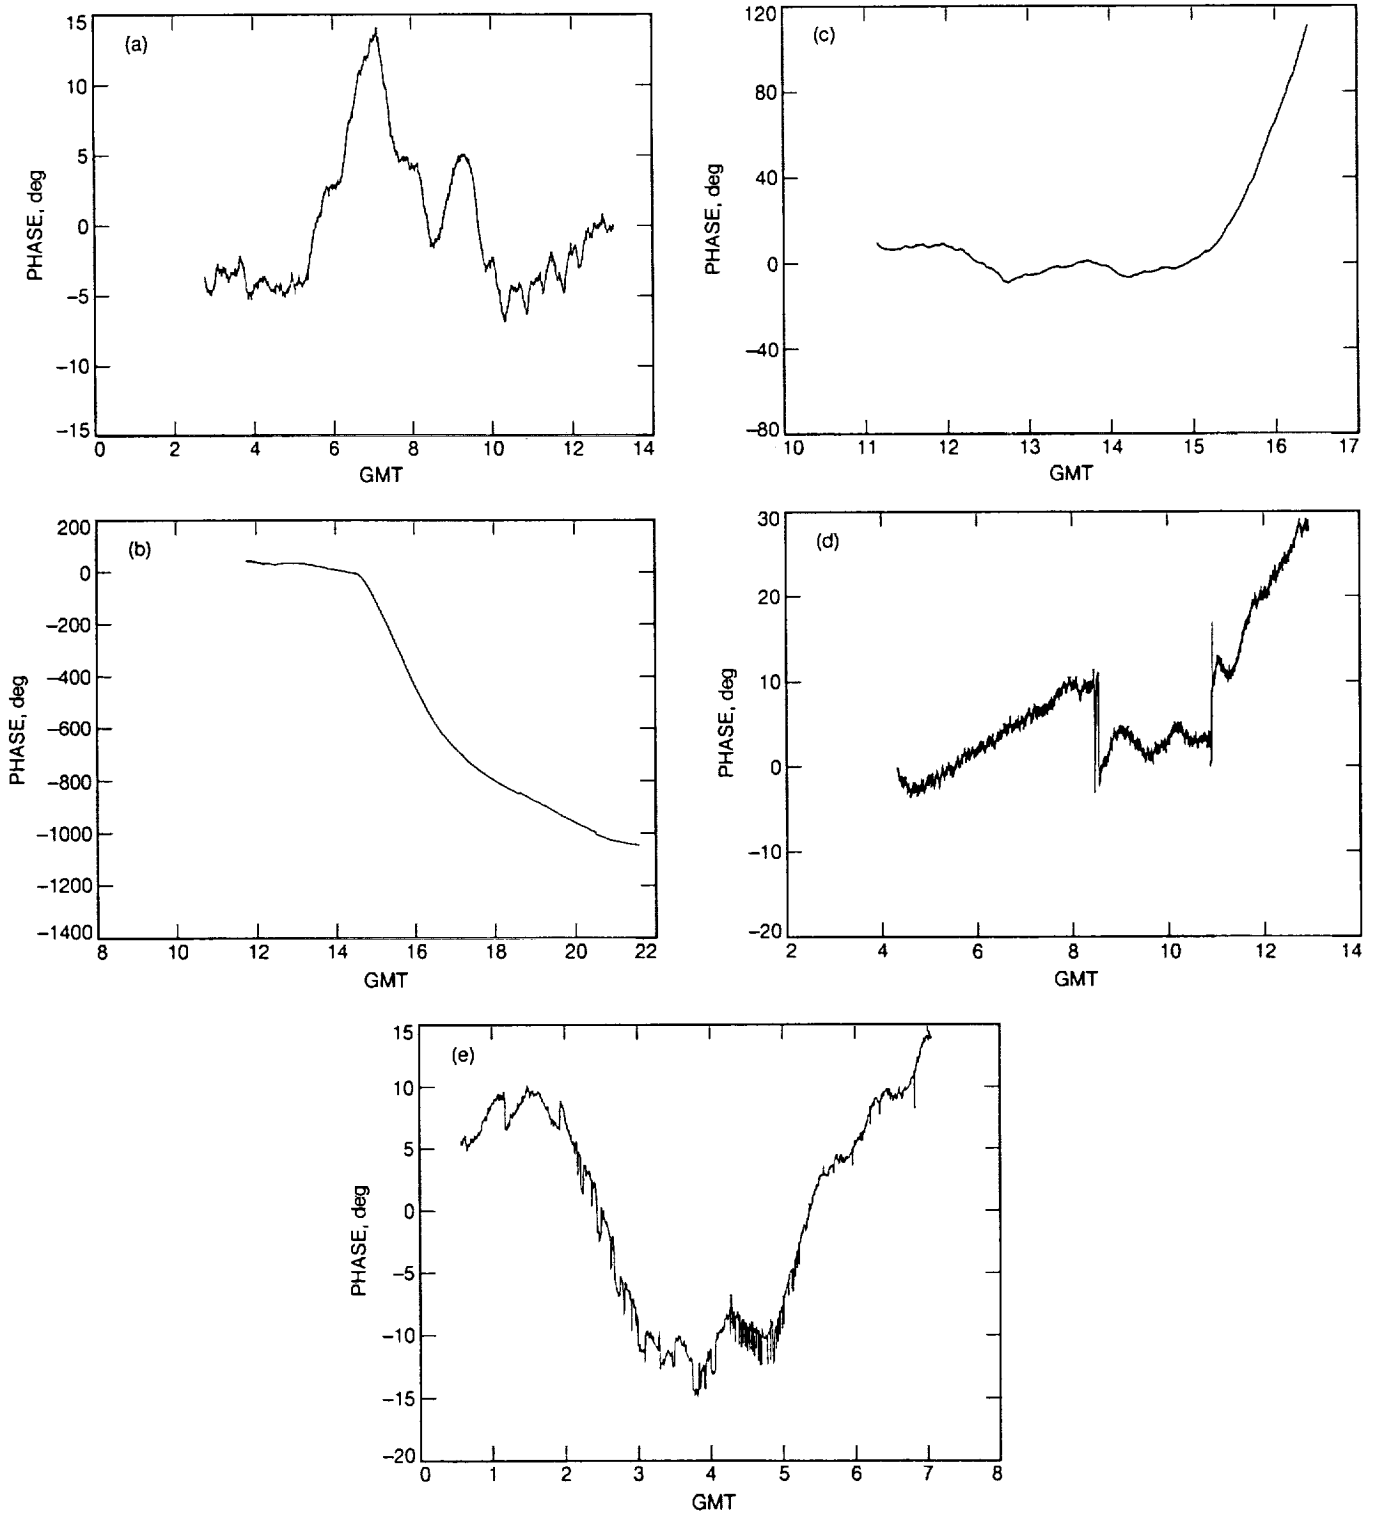 (a)
15
10
5
0
−5
−10
−15
PHASE, deg
0 2 4 6 8 10 12 14
GMT
(c)
120
80
40
0
−40
−80
PHASE, deg
10 11 12 13 14 15 16 17
GMT
(b)
200
0
−200
−400
−600
−800
−1000
−1200
−1400
PHASE, deg
8 10 12 14 16 18 20 22
GMT
(d)
30
20
10
0
−10
−20
PHASE, deg
2 4 6 8 10 12 14
GMT
(e)
15
10
5
0
−5
−10
−15
−20
PHASE, deg
0 1 2 3 4 5 6 7 8
GMT